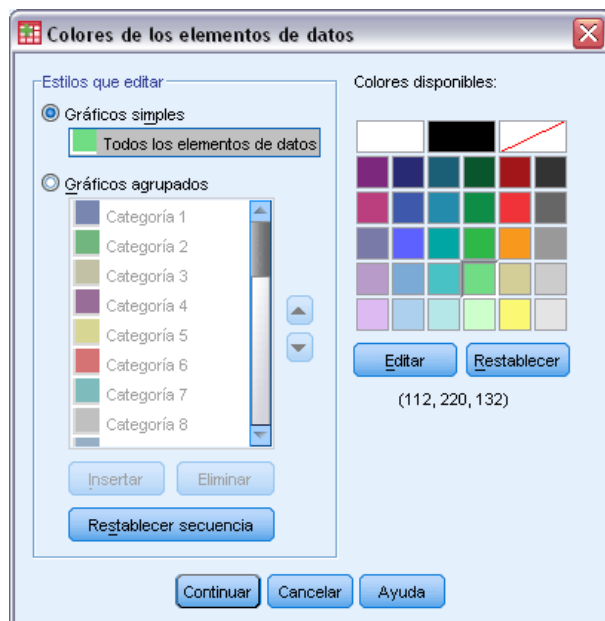 Colores de los elementos de datos
Estilos que editar
Gráficos simples
Todos los elementos de datos
Gráficos agrupados
Categoría 1
Categoría 2
Categoría 3
Categoría 4
Categoría 5
Categoría 6
Categoría 7
Categoría 8
Insertar Eliminar
Restablecer secuencia
Colores disponibles:
Editar Restablecer
(112, 220, 132)
Continuar Cancelar Ayuda